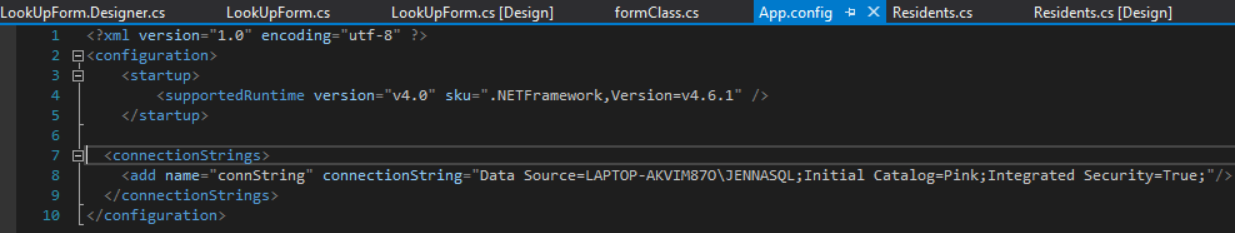 LookUpForm.Designer.cs LookUpForm.cs LookUpForm.cs [Design] formClass.cs App.config Residents.cs Residents.cs [Design]
1 <?xml version="1.0" encoding="utf-8" ?>
2 <configuration>
3 <startup>
4 <supportedRuntime version="v4.0" sku=".NETFramework,Version=v4.6.1" />
5 </startup>
6
7 <connectionStrings>
8 <add name="connString" connectionString="Data Source=LAPTOP-AKVIM87O\JENNASQL;Initial Catalog=Pink;Integrated Security=True;"/>
9 </connectionStrings>
10 </configuration>